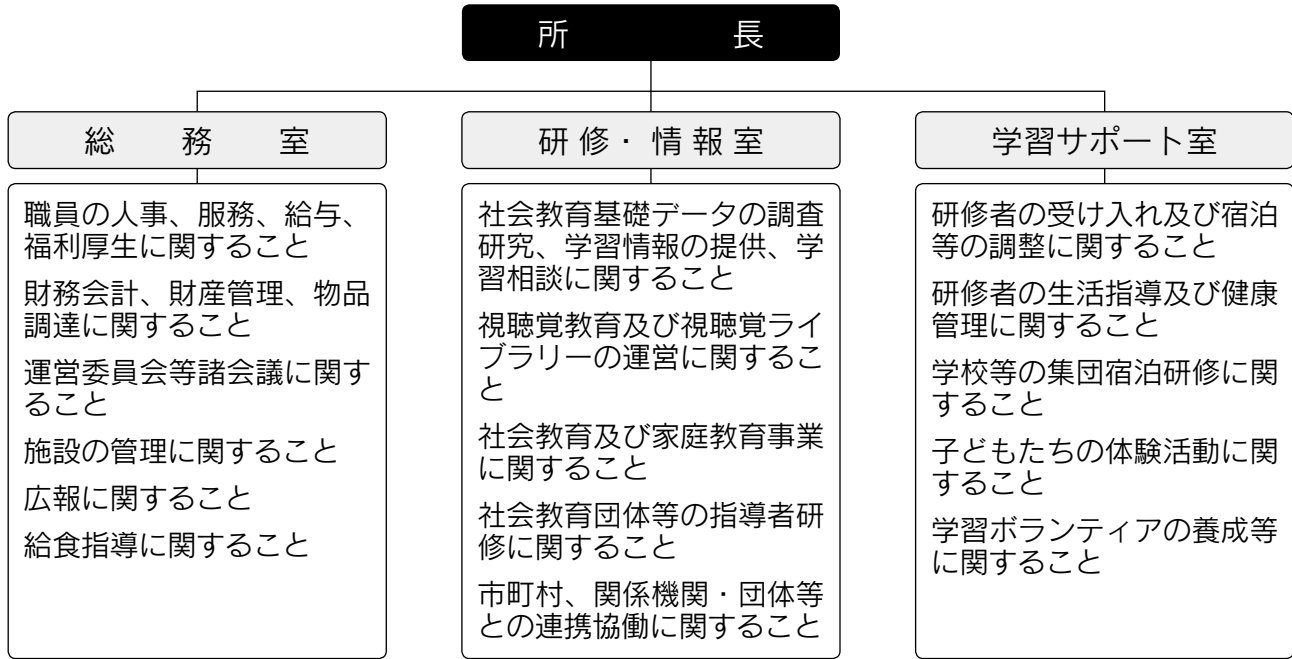 所長
総務室
職員の人事、服務、給与、
福利厚生に関すること
財務会計、財産管理、物品
調達に関すること
運営委員会等諸会議に関す
ること
施設の管理に関すること
広報に関すること
給食指導に関すること
研修・情報室
社会教育基礎データの調査
研究、学習情報の提供、学
習相談に関すること
視聴覚教育及び視聴覚ライ
ブラリーの運営に関するこ
と
社会教育及び家庭教育事業
に関すること
社会教育団体等の指導者研
修に関すること
市町村、関係機関・団体等
との連携協働に関すること
学習サポート室
研修者の受け入れ及び宿泊
等の調整に関すること
研修者の生活指導及び健康
管理に関すること
学校等の集団宿泊研修に関
すること
子どもたちの体験活動に関
すること
学習ボランティアの養成等
に関すること